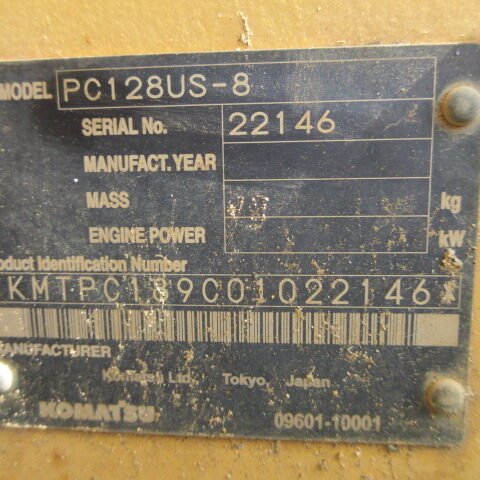 MODEL PC128US-8
SERIAL No. 22146
MANUFACT. YEAR
MASS kg
ENGINE POWER kW
oduct Identification Number
KMTPC189C01022146
ANUFACTURER
Komatsu Ltd. Tokyo, Japan
KOMATSU 09601-10001